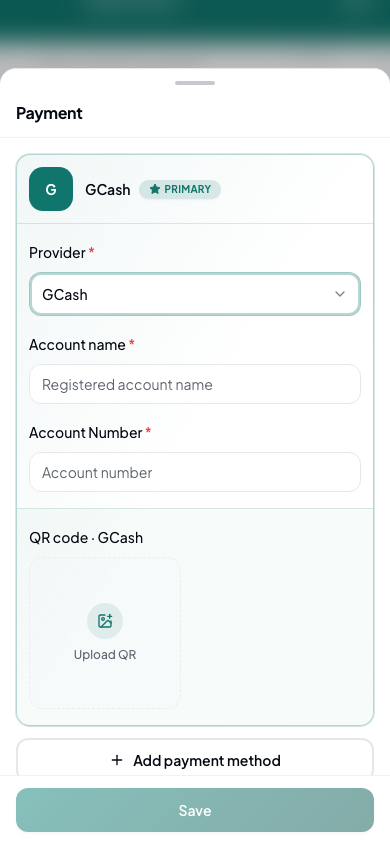 Payment
G
GCash
PRIMARY
Provider *
GCash
Account name *
Registered account name
Account Number *
Account number
QR code · GCash
Upload QR
+ Add payment method
Save